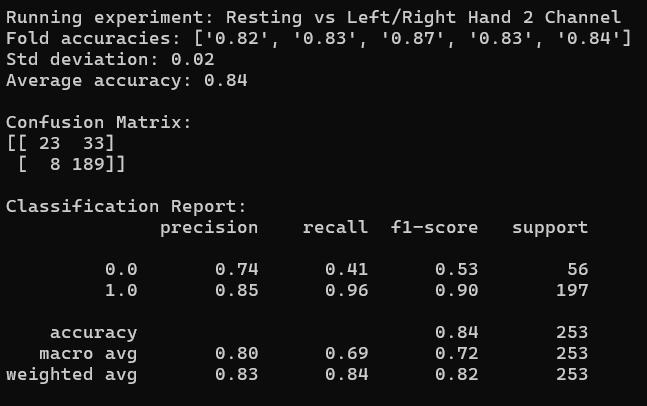 Running experiment: Resting vs Left/Right Hand 2 Channel
Fold accuracies: ['0.82', '0.83', '0.87', '0.83', '0.84']
Std deviation: 0.02
Average accuracy: 0.84

Confusion Matrix:
[[ 23  33]
 [  8 189]]

Classification Report:
              precision    recall  f1-score   support

         0.0       0.74      0.41      0.53        56
         1.0       0.85      0.96      0.90       197

    accuracy                           0.84       253
   macro avg       0.80      0.69      0.72       253
weighted avg       0.83      0.84      0.82       253